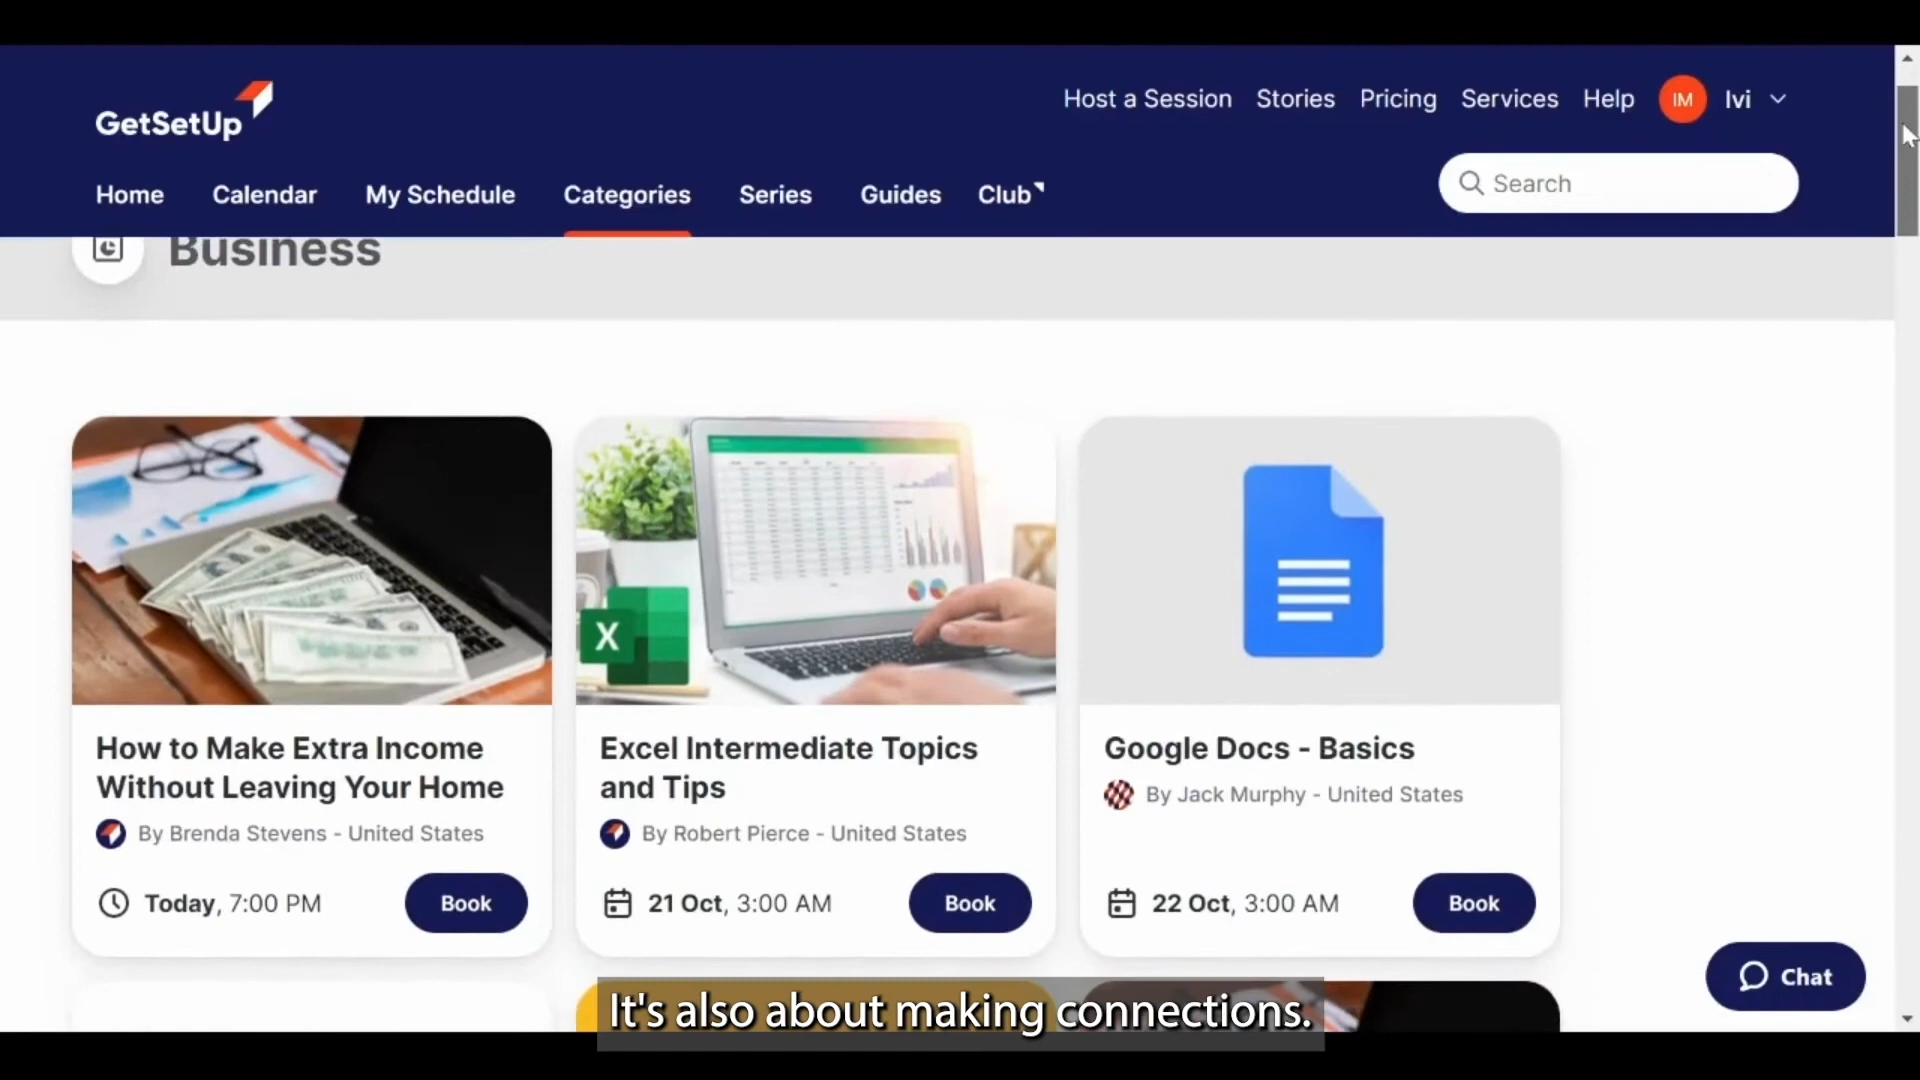 GetSetUp
Host a Session Stories Pricing Services Help IM Ivi
Search
Home Calendar My Schedule Categories Series Guides Club
Business
X
How to Make Extra Income
Without Leaving Your Home
By Brenda Stevens - United States
Today, 7:00 PM Book
Excel Intermediate Topics
and Tips
By Robert Pierce - United States
21 Oct, 3:00 AM Book
Google Docs - Basics
By Jack Murphy - United States
22 Oct, 3:00 AM Book
Chat
It's also about making connections.